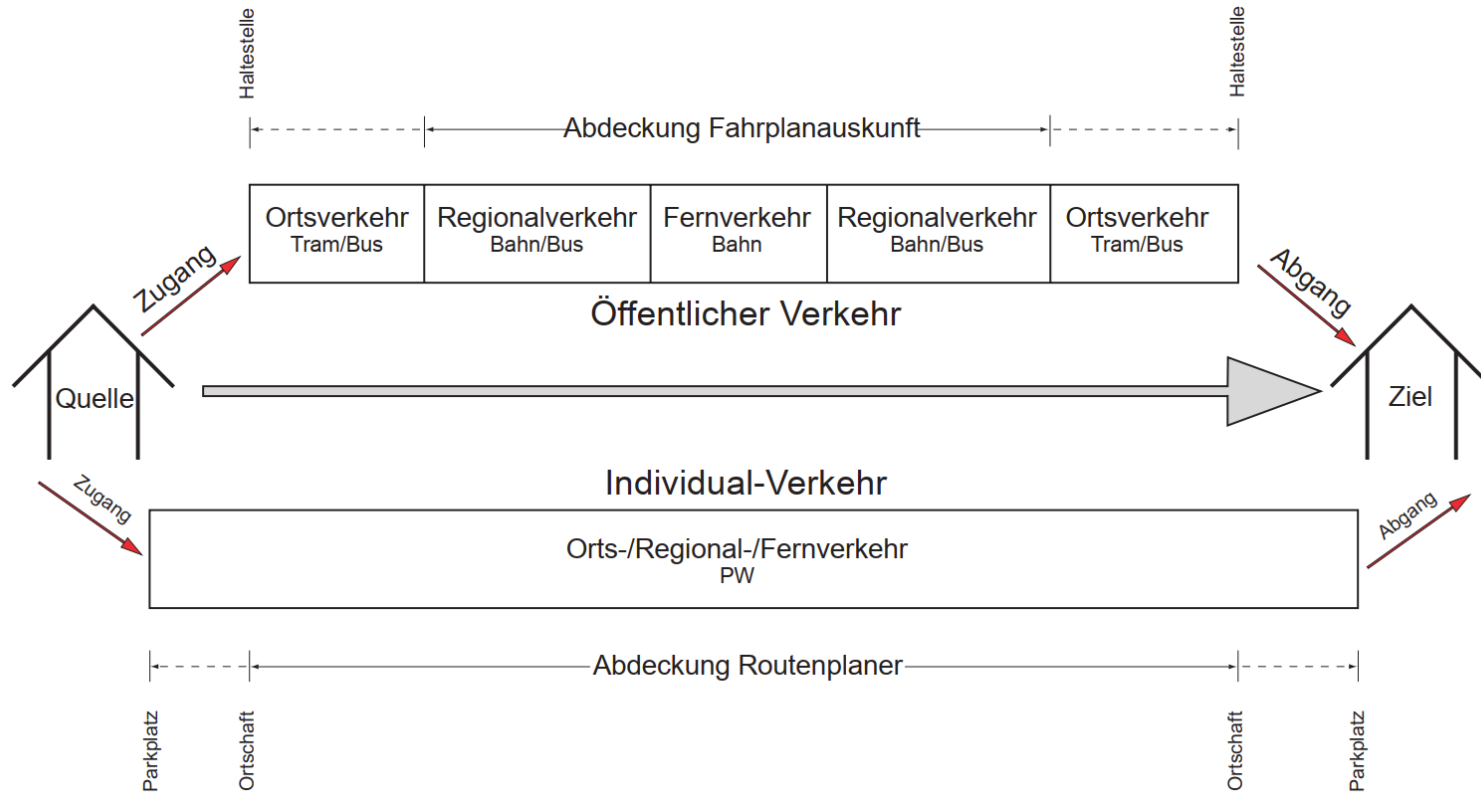 Haltestelle
Haltestelle
Abdeckung Fahrplanauskunft
Ortsverkehr
Tram/Bus
Regionalverkehr
Bahn/Bus
Fernverkehr
Bahn
Regionalverkehr
Bahn/Bus
Ortsverkehr
Tram/Bus
Zugang
Abgang
Öffentlicher Verkehr
Quelle
Ziel
Individual-Verkehr
Zugang
Abgang
Orts-/Regional-/Fernverkehr
PW
Abdeckung Routenplaner
Parkplatz
Ortschaft
Ortschaft
Parkplatz